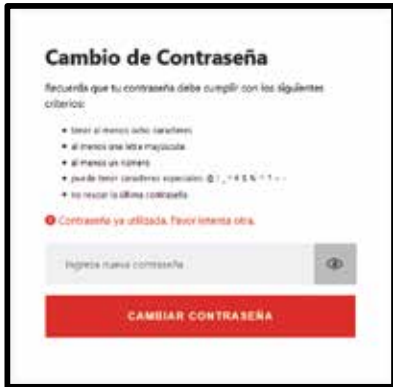 Cambio de Contraseña
Recuerda que tu contraseña debe cumplir con los siguientes
criterios:
tener al menos ocho caracteres
al menos una letra mayúscula
al menos un número
puede tener caracteres especiales:
no reusar la última contraseña
Contraseña ya utilizada. Favor intenta otra.
Ingresa nueva contraseña
CAMBIAR CONTRASEÑA